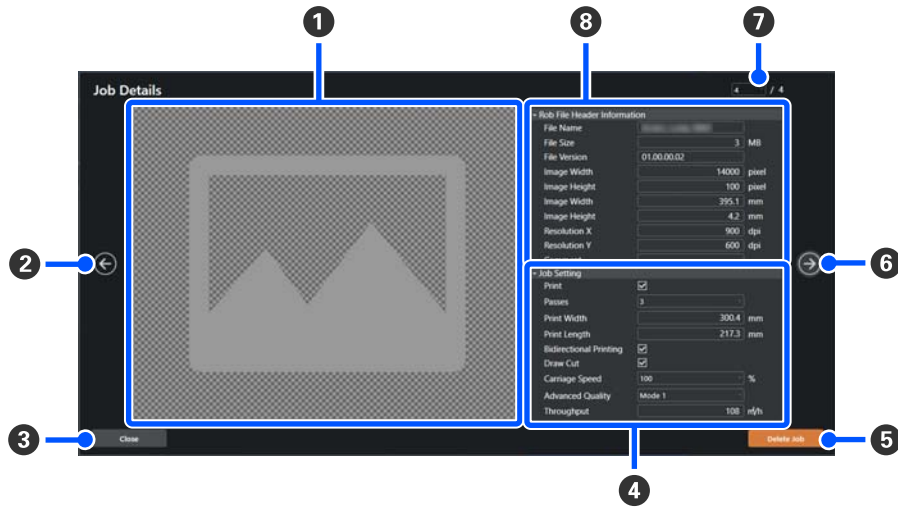 1
8
7
Job Details
4 / 4
Rob File Header Information
File Name
File Size 3 MB
File Version 01.00.00.02
Image Width 14000 pixel
Image Height 100 pixel
Image Width 395.1 mm
Image Height 4.2 mm
Resolution X 900 dpi
Resolution Y 600 dpi
2
6
Job Setting
Print
Passes 3
Print Width 300.4 mm
Print Length 217.3 mm
Bidirectional Printing
Draw Cut
Carriage Speed 100 %
Advanced Quality Mode 1
Throughput 108 ㎡/h
3
Close
Delete Job
5
4